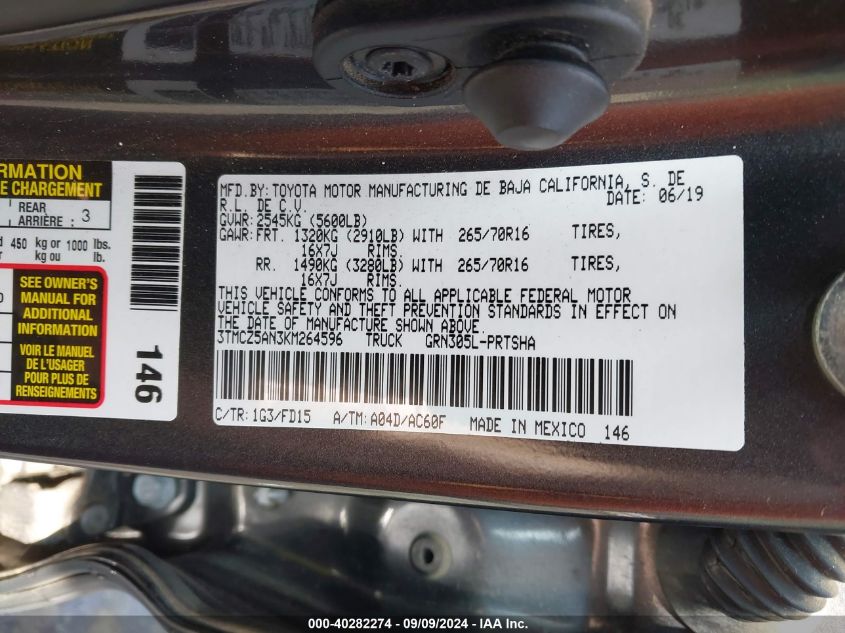 RMATION
E CHARGEMENT
REAR
ARRIÈRE : 3
450 kg or 1000 lbs.
kg ou lb.
SEE OWNER'S
MANUAL FOR
ADDITIONAL
INFORMATION
VOIR LE MANUEL
POUR PLUS DE
RENSEIGNEMENTS
146
MFD.BY:TOYOTA MOTOR MANUFACTURING DE BAJA CALIFORNIA, S. DE
R.L. DE C.V. DATE: 06/19
GVWR: 2545KG (5600LB)
GAWR: FRT. 1320KG (2910LB) WITH 265/70R16 TIRES,
16X7J RIMS.
RR. 1490KG (3280LB) WITH 265/70R16 TIRES,
16X7J RIMS.
THIS VEHICLE CONFORMS TO ALL APPLICABLE FEDERAL MOTOR
VEHICLE SAFETY AND THEFT PREVENTION STANDARDS IN EFFECT ON
THE DATE OF MANUFACTURE SHOWN ABOVE.
3TMCZ5AN3KM264596 TRUCK GRN305L-PRTSHA
C/TR: 1G3/FD15 A/TM: A04D/AC60F MADE IN MEXICO 146
000-40282274 - 09/09/2024 - IAA Inc.